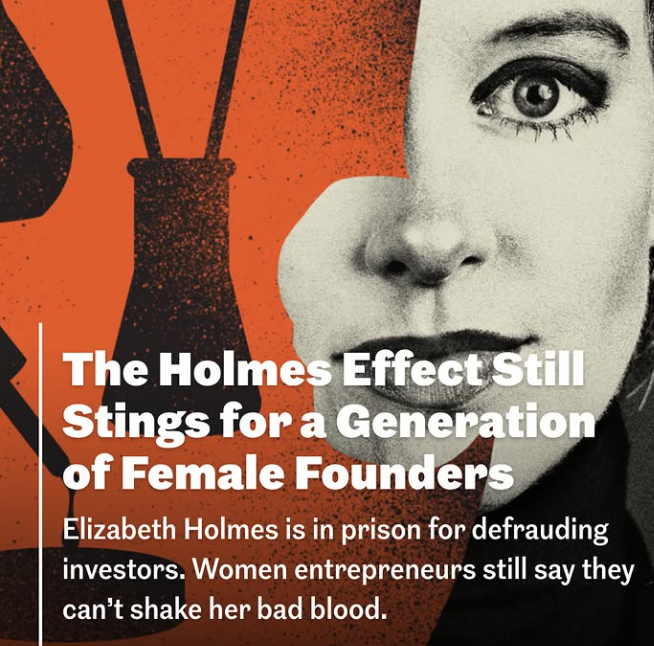 The Holmes Effect Still
Stings for a Generation
of Female Founders
Elizabeth Holmes is in prison for defrauding
investors. Women entrepreneurs still say they
can’t shake her bad blood.